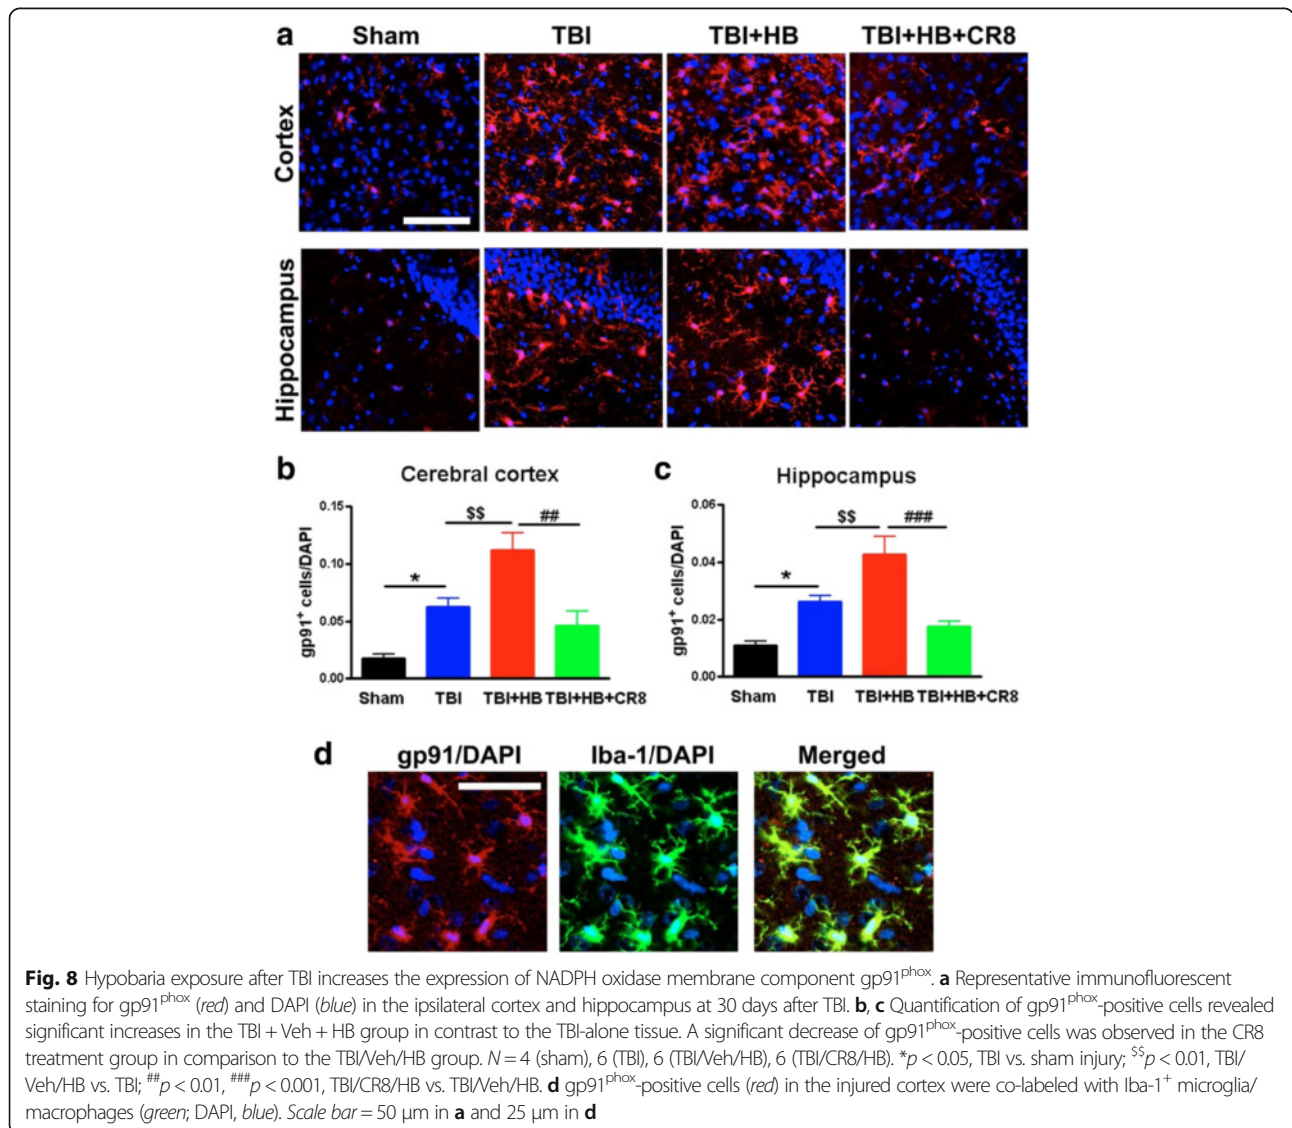 a
Sham TBI TBI+HB TBI+HB+CR8
Cortex
Hippocampus
b
Cerebral cortex
gp91⁺ cells/DAPI
0.15
0.10
0.05
0.00
* $$ ##
Sham TBI TBI+HB TBI+HB+CR8
c
Hippocampus
gp91⁺ cells/DAPI
0.06
0.04
0.02
0.00
* $$ ###
Sham TBI TBI+HB TBI+HB+CR8
d
gp91/DAPI Iba-1/DAPI Merged
Fig. 8 Hypobaria exposure after TBI increases the expression of NADPH oxidase membrane component gp91ᵖʰᵒˣ. a Representative immunofluorescent
staining for gp91ᵖʰᵒˣ (red) and DAPI (blue) in the ipsilateral cortex and hippocampus at 30 days after TBI. b, c Quantification of gp91ᵖʰᵒˣ-positive cells revealed
significant increases in the TBI + Veh + HB group in contrast to the TBI-alone tissue. A significant decrease of gp91ᵖʰᵒˣ-positive cells was observed in the CR8
treatment group in comparison to the TBI/Veh/HB group. N = 4 (sham), 6 (TBI), 6 (TBI/Veh/HB), 6 (TBI/CR8/HB). *p < 0.05, TBI vs. sham injury; $$p < 0.01, TBI/
Veh/HB vs. TBI; ##p < 0.01, ###p < 0.001, TBI/CR8/HB vs. TBI/Veh/HB. d gp91ᵖʰᵒˣ-positive cells (red) in the injured cortex were co-labeled with Iba-1⁺ microglia/
macrophages (green; DAPI, blue). Scale bar = 50 μm in a and 25 μm in d